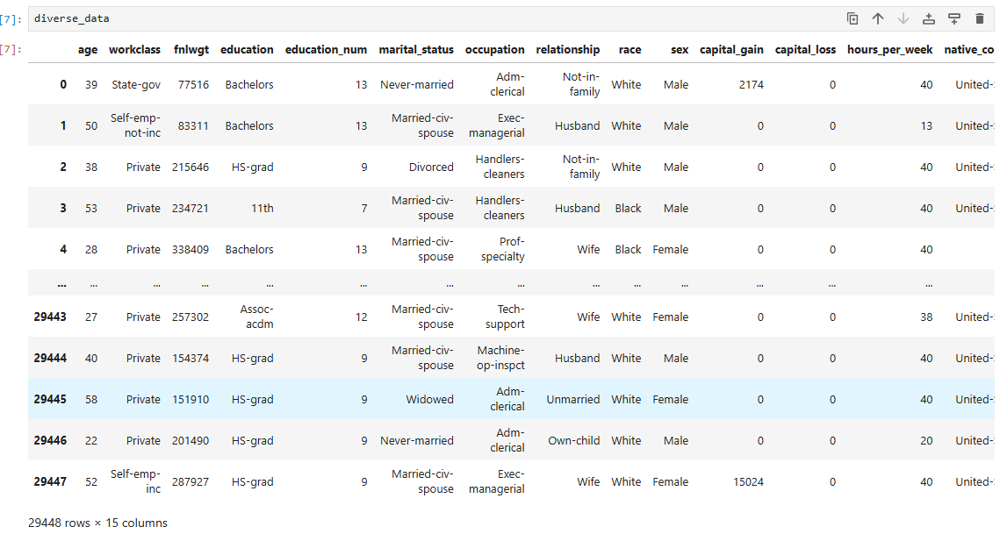 [7]: diverse_data
[7]: age workclass fnlwgt education education_num marital_status occupation relationship race sex capital_gain capital_loss hours_per_week native_co
0 39 State-gov 77516 Bachelors 13 Never-married Adm-clerical Not-in-family White Male 2174 0 40 United-
1 50 Self-emp-not-inc 83311 Bachelors 13 Married-civ-spouse Exec-managerial Husband White Male 0 0 13 United-
2 38 Private 215646 HS-grad 9 Divorced Handlers-cleaners Not-in-family White Male 0 0 40 United-
3 53 Private 234721 11th 7 Married-civ-spouse Handlers-cleaners Husband Black Male 0 0 40 United-
4 28 Private 338409 Bachelors 13 Married-civ-spouse Prof-specialty Wife Black Female 0 0 40
... ... ... ... ... ... ... ... ... ... ... ... ... ...
29443 27 Private 257302 Assoc-acdm 12 Married-civ-spouse Tech-support Wife White Female 0 0 38 United-
29444 40 Private 154374 HS-grad 9 Married-civ-spouse Machine-op-inspct Husband White Male 0 0 40 United-
29445 58 Private 151910 HS-grad 9 Widowed Adm-clerical Unmarried White Female 0 0 40 United-
29446 22 Private 201490 HS-grad 9 Never-married Adm-clerical Own-child White Male 0 0 20 United-
29447 52 Self-emp-inc 287927 HS-grad 9 Married-civ-spouse Exec-managerial Wife White Female 15024 0 40 United-
29448 rows × 15 columns